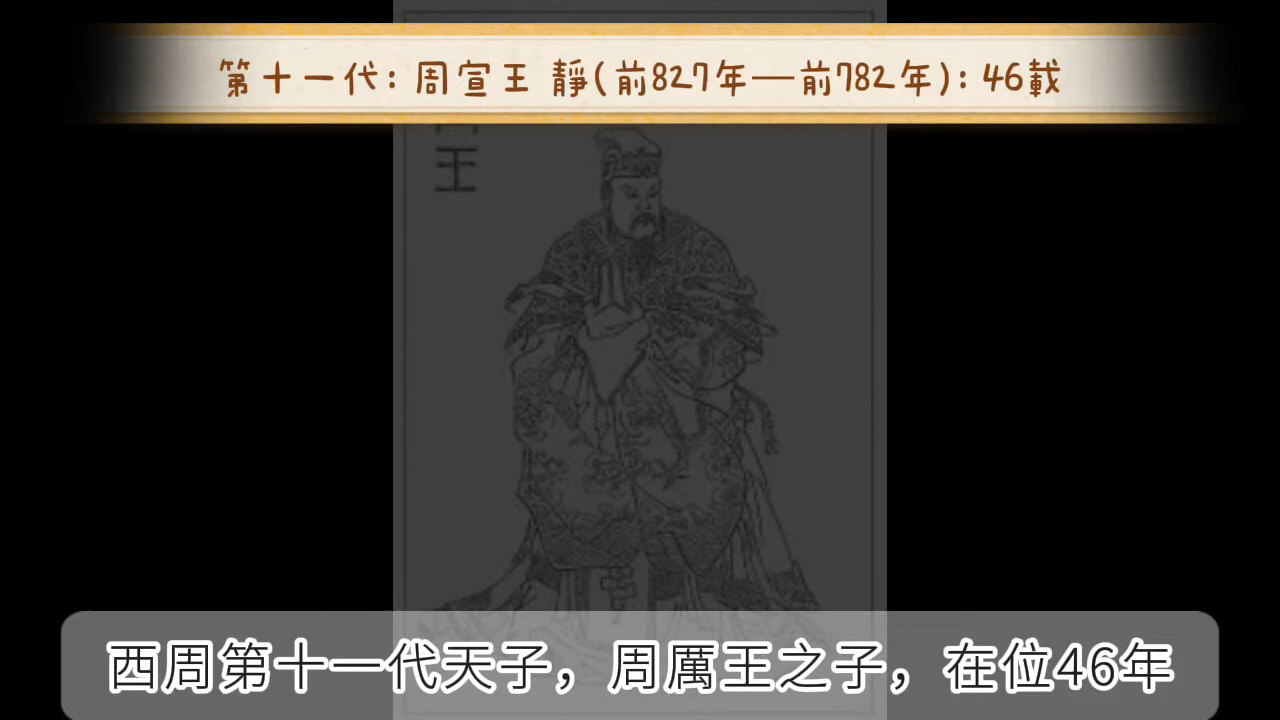 第十一代: 周宣王 靜(前827年—前782年): 46載
王
西周第十一代天子，周厲王之子，在位46年